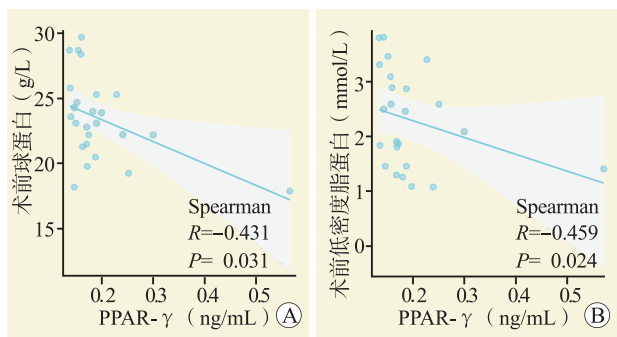 术前球蛋白（g/L）
30
25
20
15
Spearman
R=−0.431
P= 0.031
0.2 0.3 0.4 0.5
PPAR-γ（ng/mL）
A
术前低密度脂蛋白（mmol/L）
3
2
1
0
Spearman
R=−0.459
P= 0.024
0.2 0.3 0.4 0.5
PPAR-γ（ng/mL）
B